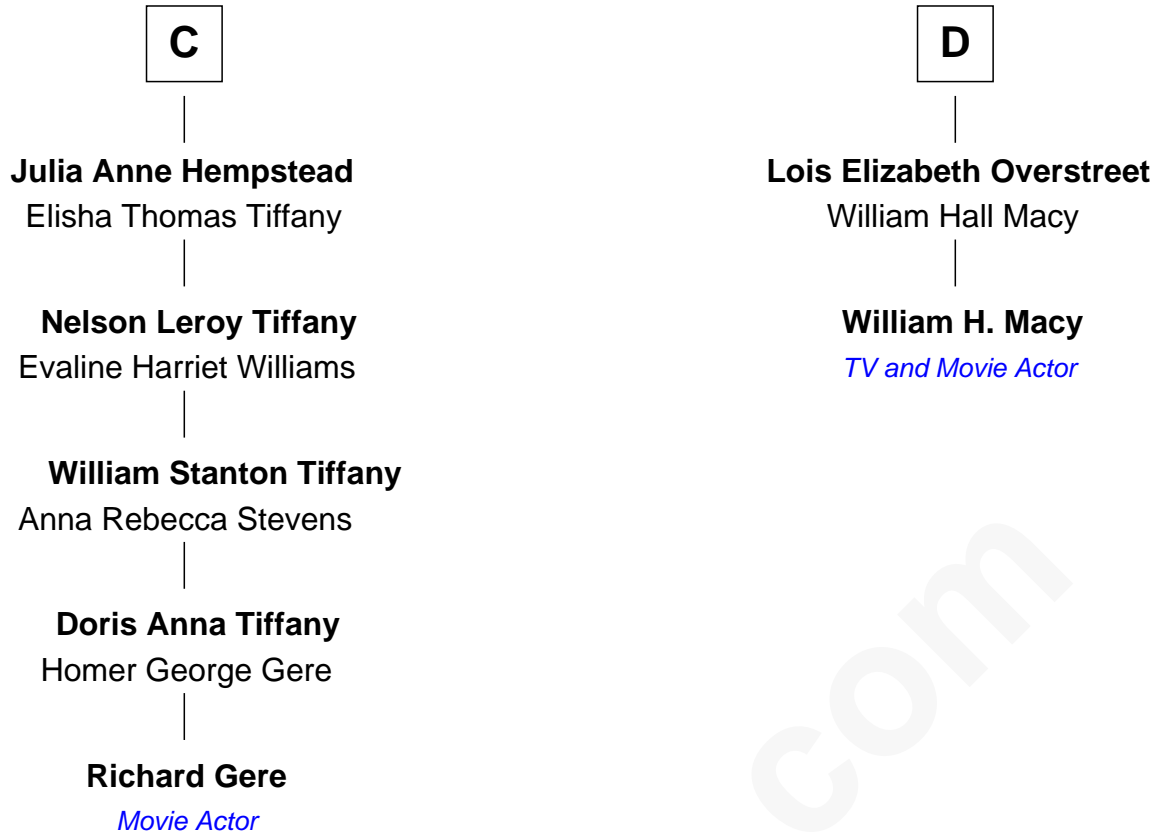 C
Julia Anne Hempstead
Elisha Thomas Tiffany
Nelson Leroy Tiffany
Evaline Harriet Williams
William Stanton Tiffany
Anna Rebecca Stevens
Doris Anna Tiffany
Homer George Gere
Richard Gere
Movie Actor
D
Lois Elizabeth Overstreet
William Hall Macy
William H. Macy
TV and Movie Actor
com